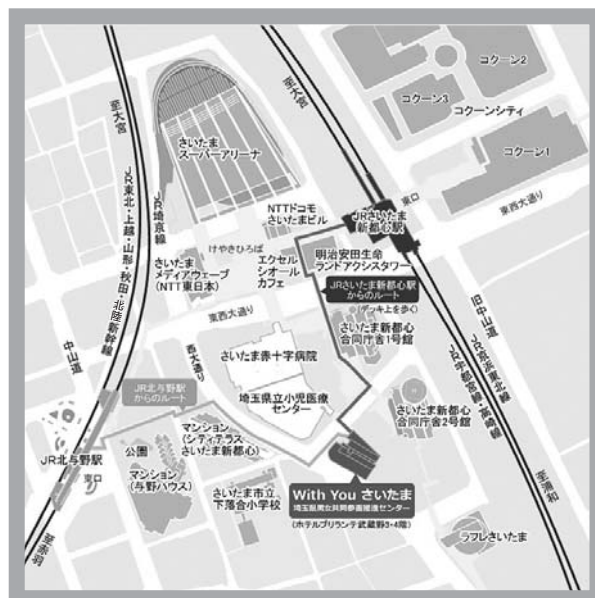 コクーン2
コクーン3
コクーンシティ
コクーン1
至大宮
至大宮
さいたま
スーパーアリーナ
JR埼京線
JR東北・上越・山形・秋田・北陸新幹線
東口
東西大通り
NTTドコモ
さいたまビル
JRさいたま
新都心駅
けやきひろば
さいたま
メディアウェーブ
(NTT東日本)
エクセル
シオール
カフェ
明治安田生命
ランドアクシスタワー
JRさいたま新都心駅
からのルート
(デッキ上を歩く)
東西大通り
中山道
西大通り
さいたま新都心
合同庁舎1号館
旧中山道
JR京浜東北線
JR宇都宮線・高崎線
さいたま赤十字病院
JR北与野駅
からのルート
埼玉県立小児医療
センター
さいたま新都心
合同庁舎2号館
マンション
(シティテラス
さいたま新都心)
公園
JR北与野駅
東口
マンション
(与野ハウス)
さいたま市立
下落合小学校
With You さいたま
埼玉県男女共同参画推進センター
(ホテルブリランテ武蔵野3・4階)
至浦和
ラフレさいたま
至赤羽